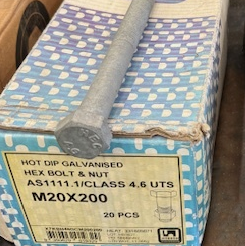 HOT DIP GALVANISED
HEX BOLT & NUT
AS1111.1/CLASS 4.6 UTS
M20X200
20 PCS